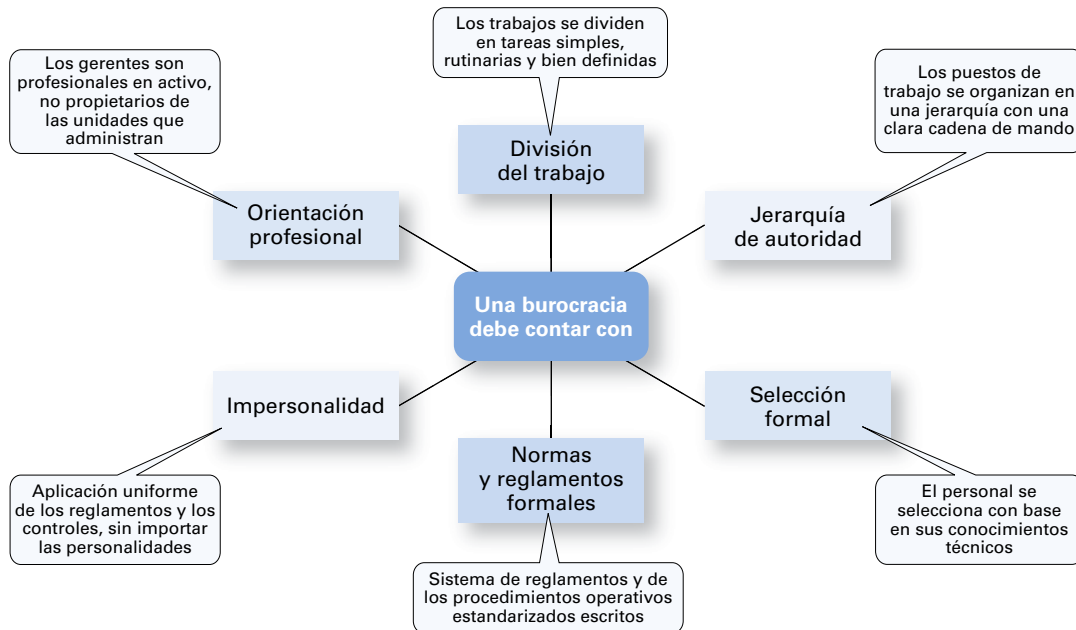 Los trabajos se dividen
en tareas simples,
rutinarias y bien definidas
Los gerentes son
profesionales en activo,
no propietarios de
las unidades que
administran
Los puestos de
trabajo se organizan en
una jerarquía con una
clara cadena de mando
División
del trabajo
Orientación
profesional
Jerarquía
de autoridad
Una burocracia
debe contar con
Impersonalidad
Selección
formal
Normas
y reglamentos
formales
Aplicación uniforme
de los reglamentos y los
controles, sin importar
las personalidades
El personal se
selecciona con base
en sus conocimientos
técnicos
Sistema de reglamentos y de
los procedimientos operativos
estandarizados escritos